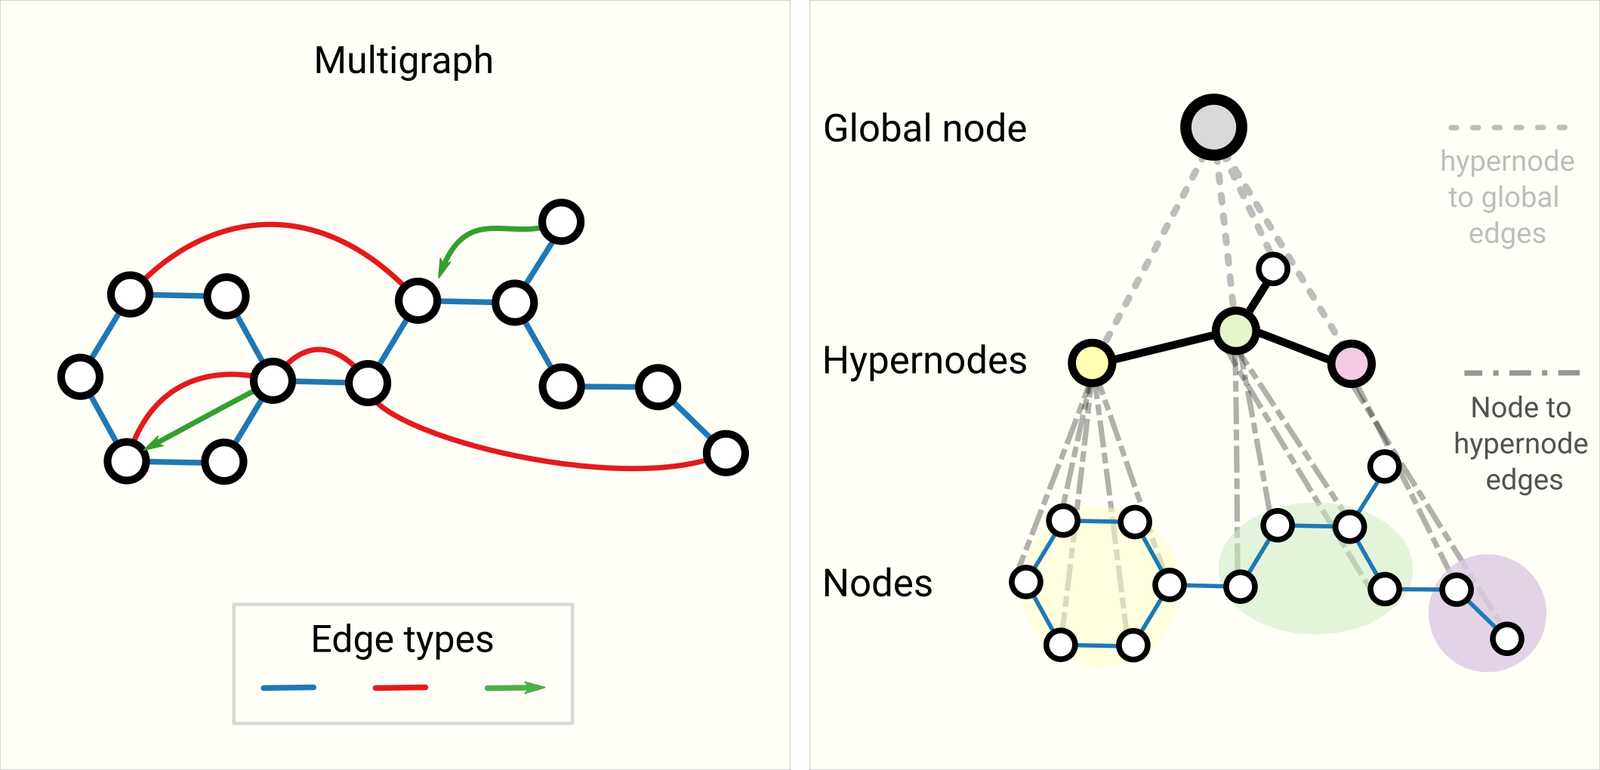 Multigraph
Edge types
Global node
hypernode
to global
edges
Hypernodes
Node to
hypernode
edges
Nodes